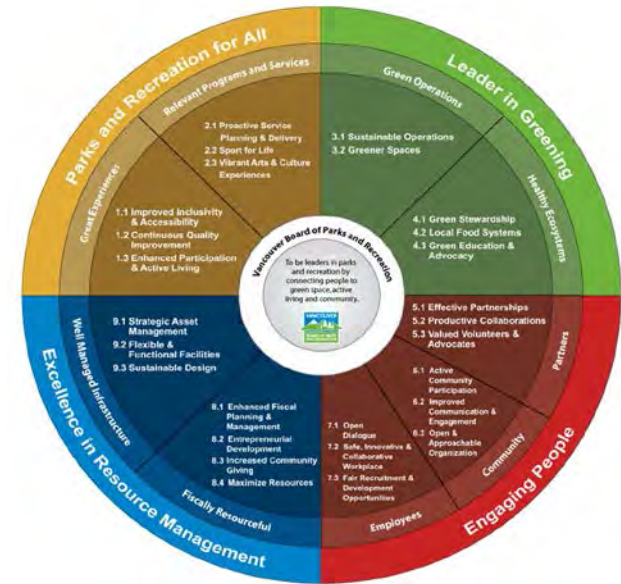 Parks and Recreation for All
Great Experiences
1.1 Improved Inclusivity
& Accessibility
1.2 Continuous Quality
Improvement
1.3 Enhanced Participation
& Active Living
Relevant Programs and Services
2.1 Proactive Service
Planning & Delivery
2.2 Sport for Life
2.3 Vibrant Arts & Culture
Experiences
Leader in Greening
Green Operations
3.1 Sustainable Operations
3.2 Greener Spaces
Healthy Ecosystems
4.1 Green Stewardship
4.2 Local Food Systems
4.3 Green Education &
Advocacy
Engaging People
Partners
5.1 Effective Partnerships
5.2 Productive Collaborations
5.3 Valued Volunteers &
Advocates
Community
6.1 Active
Community
Participation
6.2 Improved
Communication &
Engagement
6.3 Open &
Approachable
Organization
Employees
7.1 Open
Dialogue
7.2 Safe, Innovative &
Collaborative
Workplace
7.3 Fair Recruitment &
Development
Opportunities
Excellence in Resource Management
Fiscally Resourceful
8.1 Enhanced Fiscal
Planning &
Management
8.2 Entrepreneurial
Development
8.3 Increased Community
Giving
8.4 Maximize Resources
Well Managed Infrastructure
9.1 Strategic Asset
Management
9.2 Flexible &
Functional Facilities
9.3 Sustainable Design
Vancouver Board of Parks and Recreation
To be leaders in parks
and recreation by
connecting people to
green space, active
living and community.
VANCOUVER